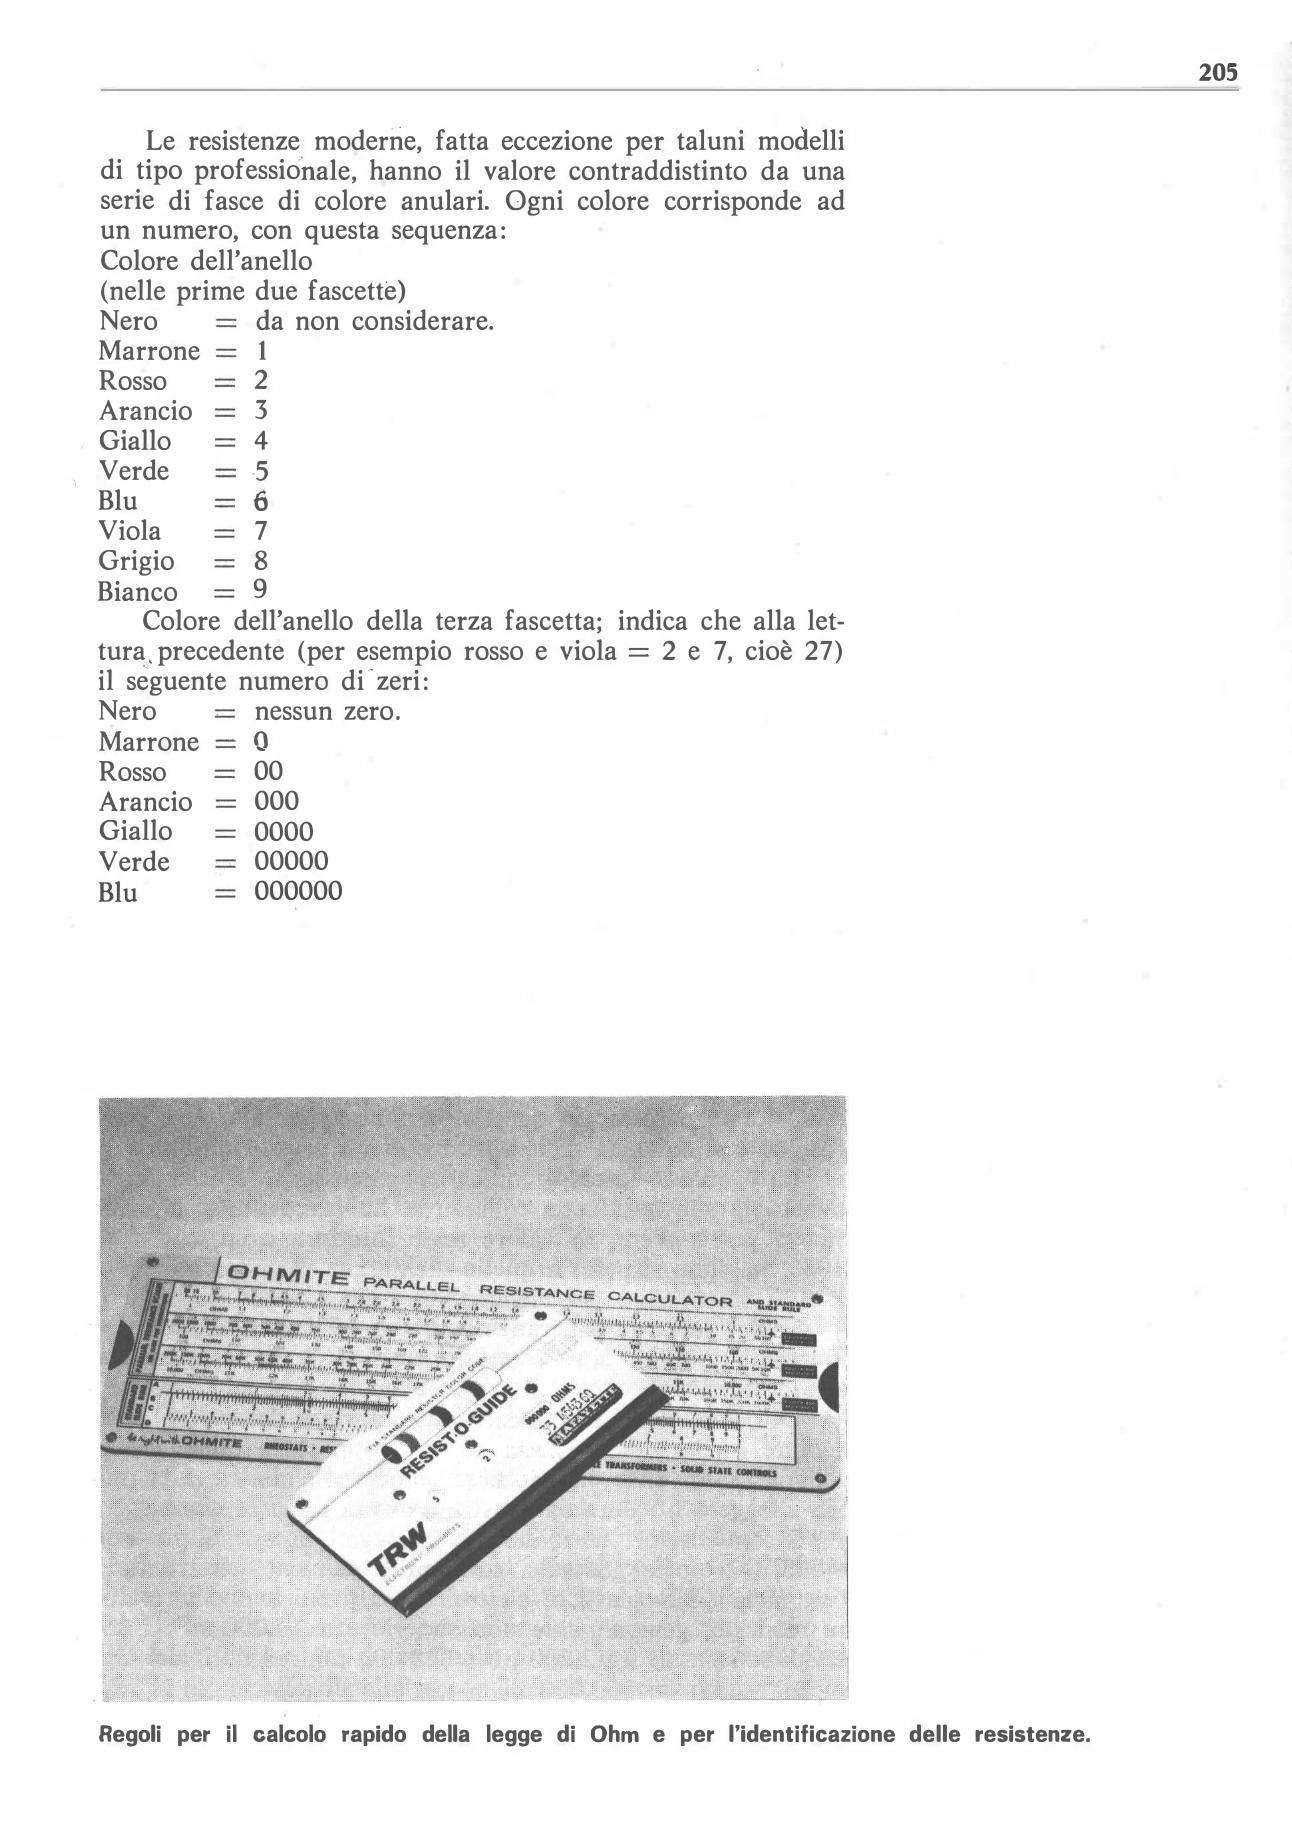 205
Le resistenze moderne, fatta eccezione per taluni modelli
di tipo professionale, hanno il valore contraddistinto da una
serie di fasce di colore anulari. Ogni colore corrisponde ad
un numero, con questa sequenza:
Colore dell'anello
(nelle prime due fascette)
Nero = da non considerare.
Marrone = 1
Rosso = 2
Arancio = 3
Giallo = 4
Verde = 5
Blu = 6
Viola = 7
Grigio = 8
Bianco = 9
Colore dell'anello della terza fascetta; indica che alla let-
tura precedente (per esempio rosso e viola = 2 e 7, cioè 27)
il seguente numero di zeri:
Nero = nessun zero.
Marrone = 0
Rosso = 00
Arancio = 000
Giallo = 0000
Verde = 00000
Blu = 000000
OHMITE PARALLEL RESISTANCE CALCULATOR AND STANDARD
SLIDE RULE
OHMITE RHEOSTATS
TRANSFORMERS • SOLID STATE CONTROLS
RESIST-O-GUIDE
OHMS
TRW
ELECTRONIC PRODUCTS
Regoli per il calcolo rapido della legge di Ohm e per l'identificazione delle resistenze.